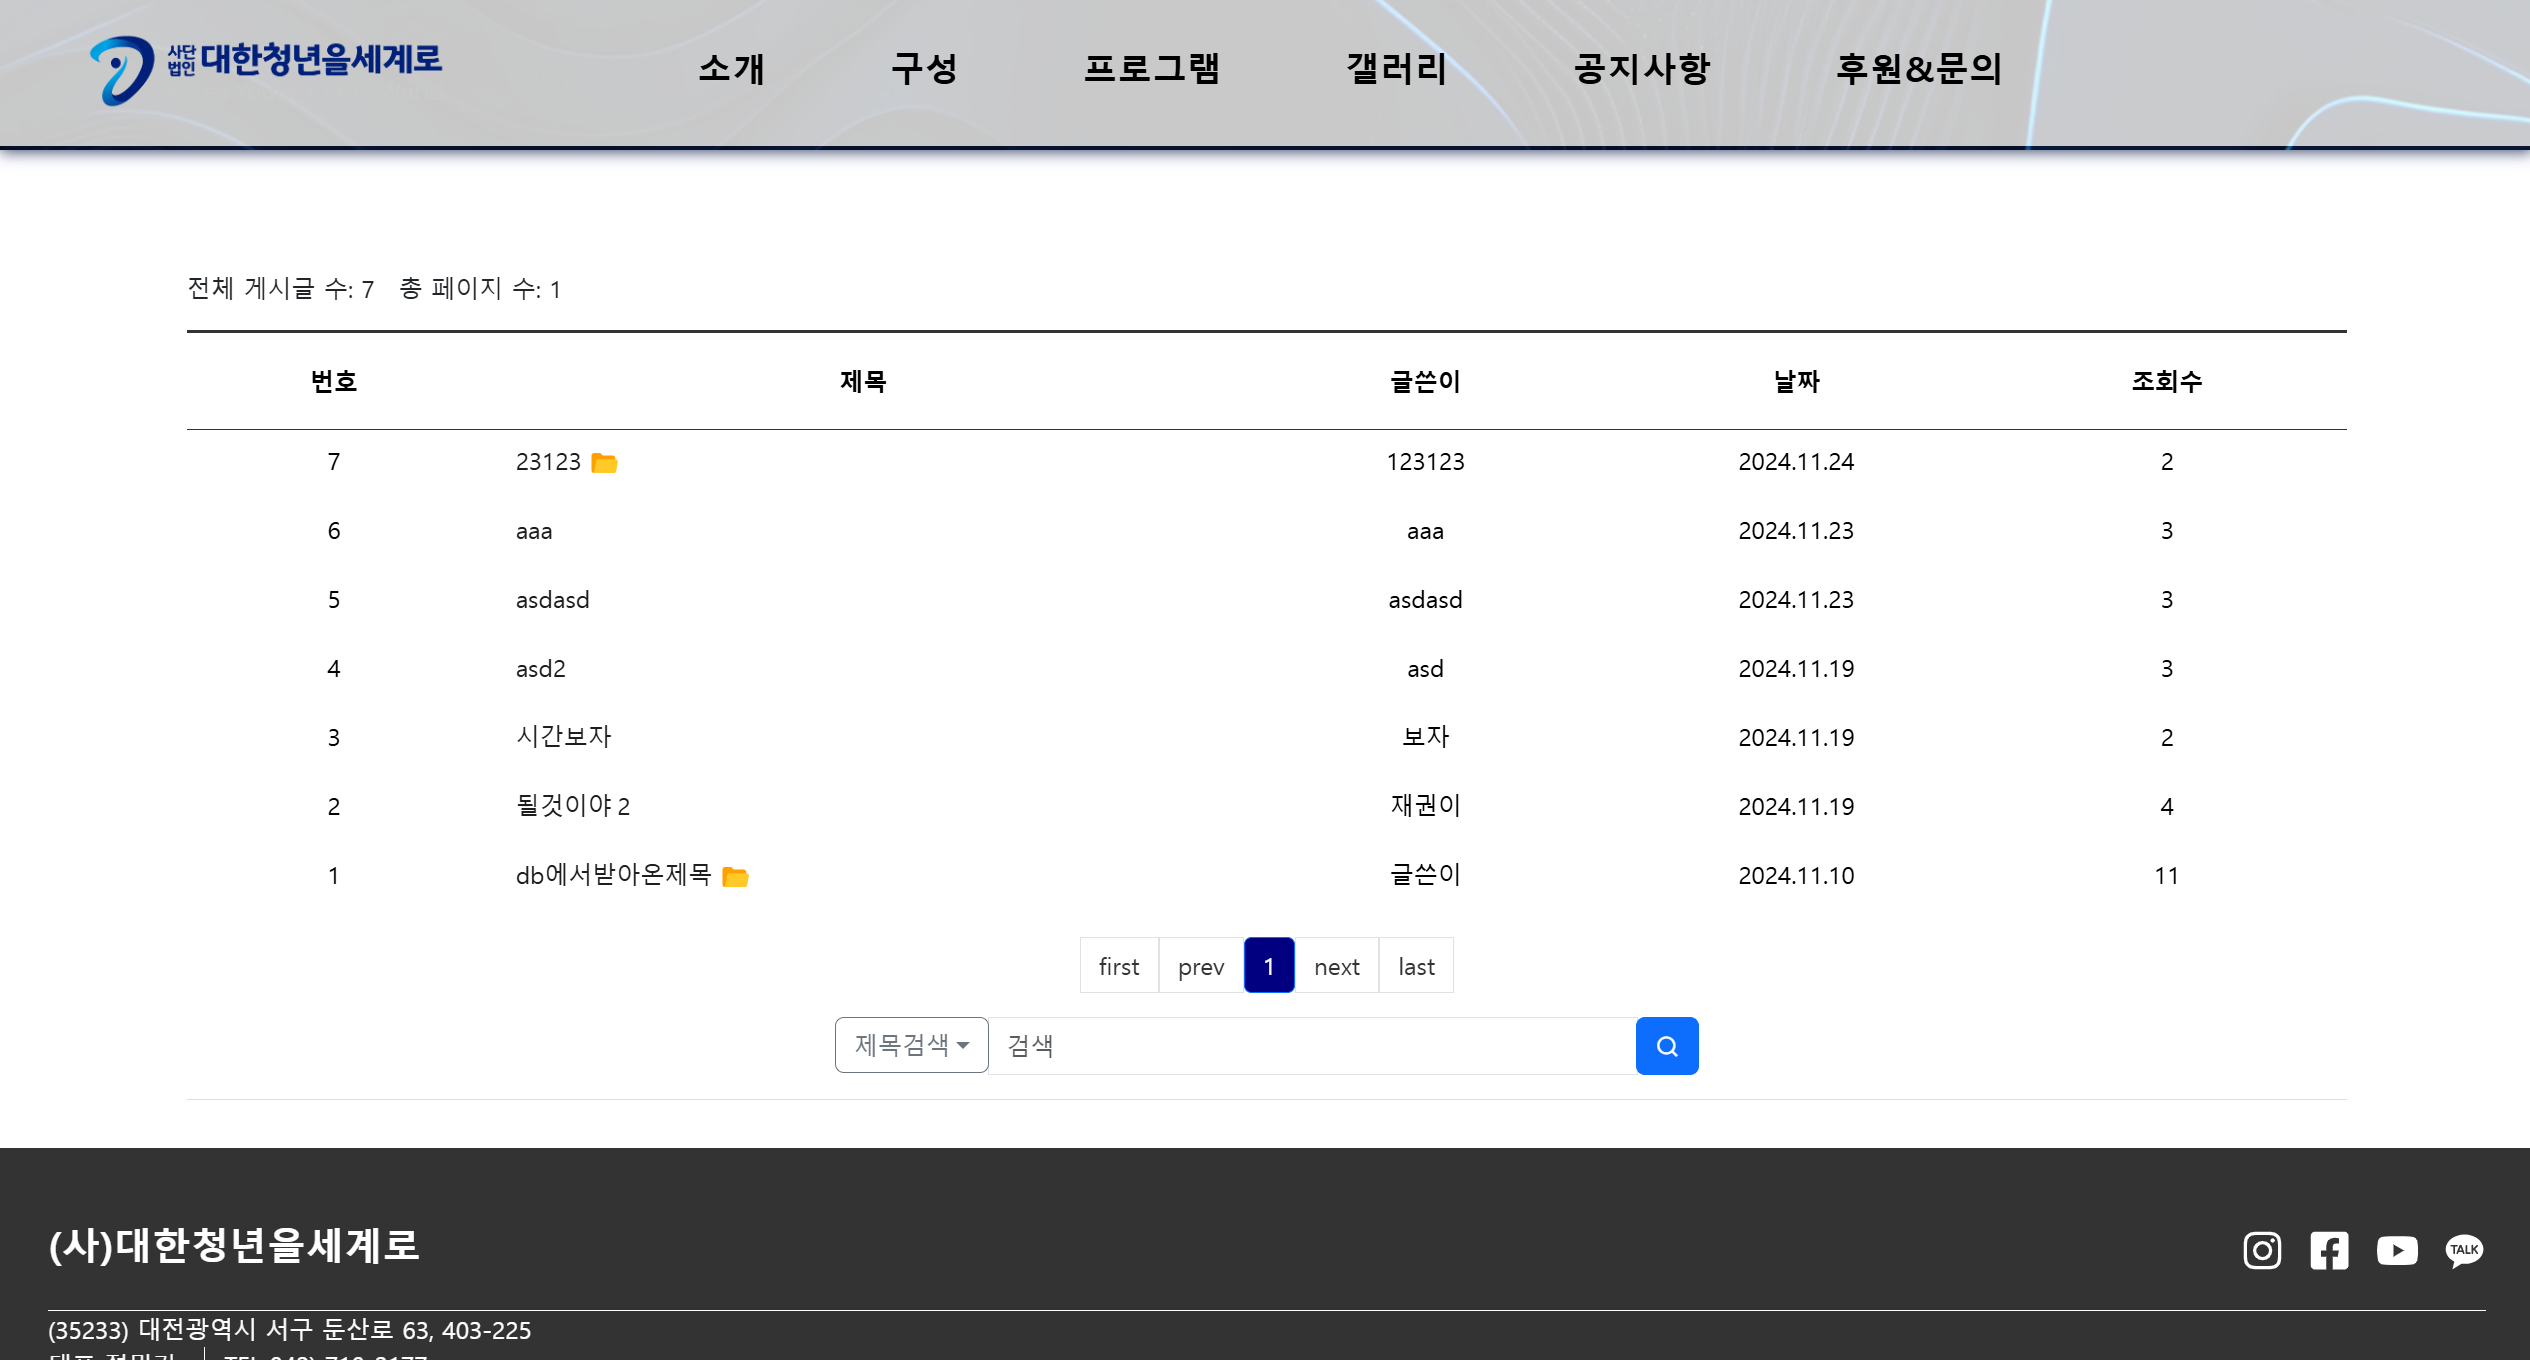 사단법인 대한청년을세계로
소개 구성 프로그램 갤러리 공지사항 후원&문의
전체 게시글 수: 7 총 페이지 수: 1
번호 제목 글쓴이 날짜 조회수
7 23123 123123 2024.11.24 2
6 aaa aaa 2024.11.23 3
5 asdasd asdasd 2024.11.23 3
4 asd2 asd 2024.11.19 3
3 시간보자 보자 2024.11.19 2
2 될것이야 2 재권이 2024.11.19 4
1 db에서받아온제목 글쓴이 2024.11.10 11
first prev 1 next last
제목검색 검색
(사)대한청년을세계로
TALK
(35233) 대전광역시 서구 둔산로 63, 403-225